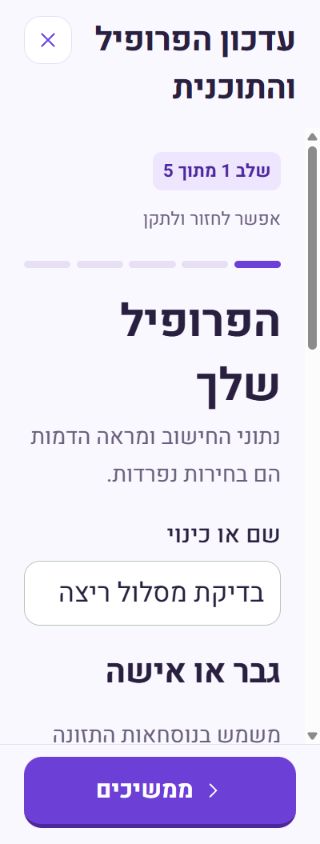 עדכון הפרופיל
והתוכנית
שלב 1 מתוך 5
אפשר לחזור ולתקן
הפרופיל
שלך
נתוני החישוב ומראה הדמות
הם בחירות נפרדות.
שם או כינוי
בדיקת מסלול ריצה
גבר או אישה
משמש בנוסחאות התזונה
ממשיכים